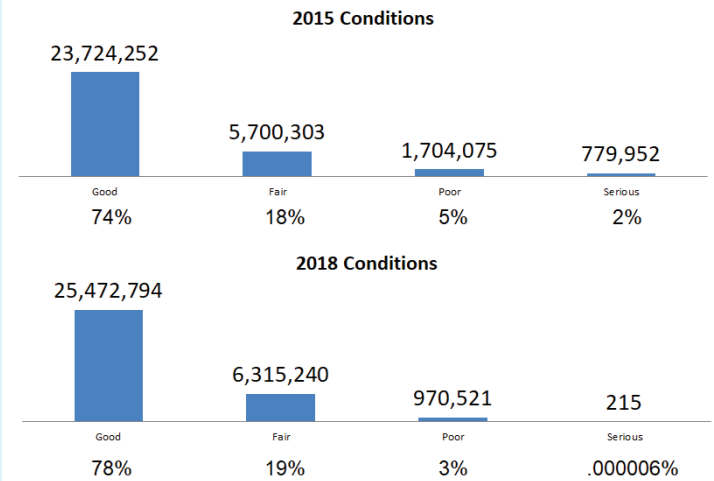 2015 Conditions
23,724,252
5,700,303
1,704,075
779,952
Good Fair Poor Serious
74% 18% 5% 2%
2018 Conditions
25,472,794
6,315,240
970,521
215
Good Fair Poor Serious
78% 19% 3% .000006%